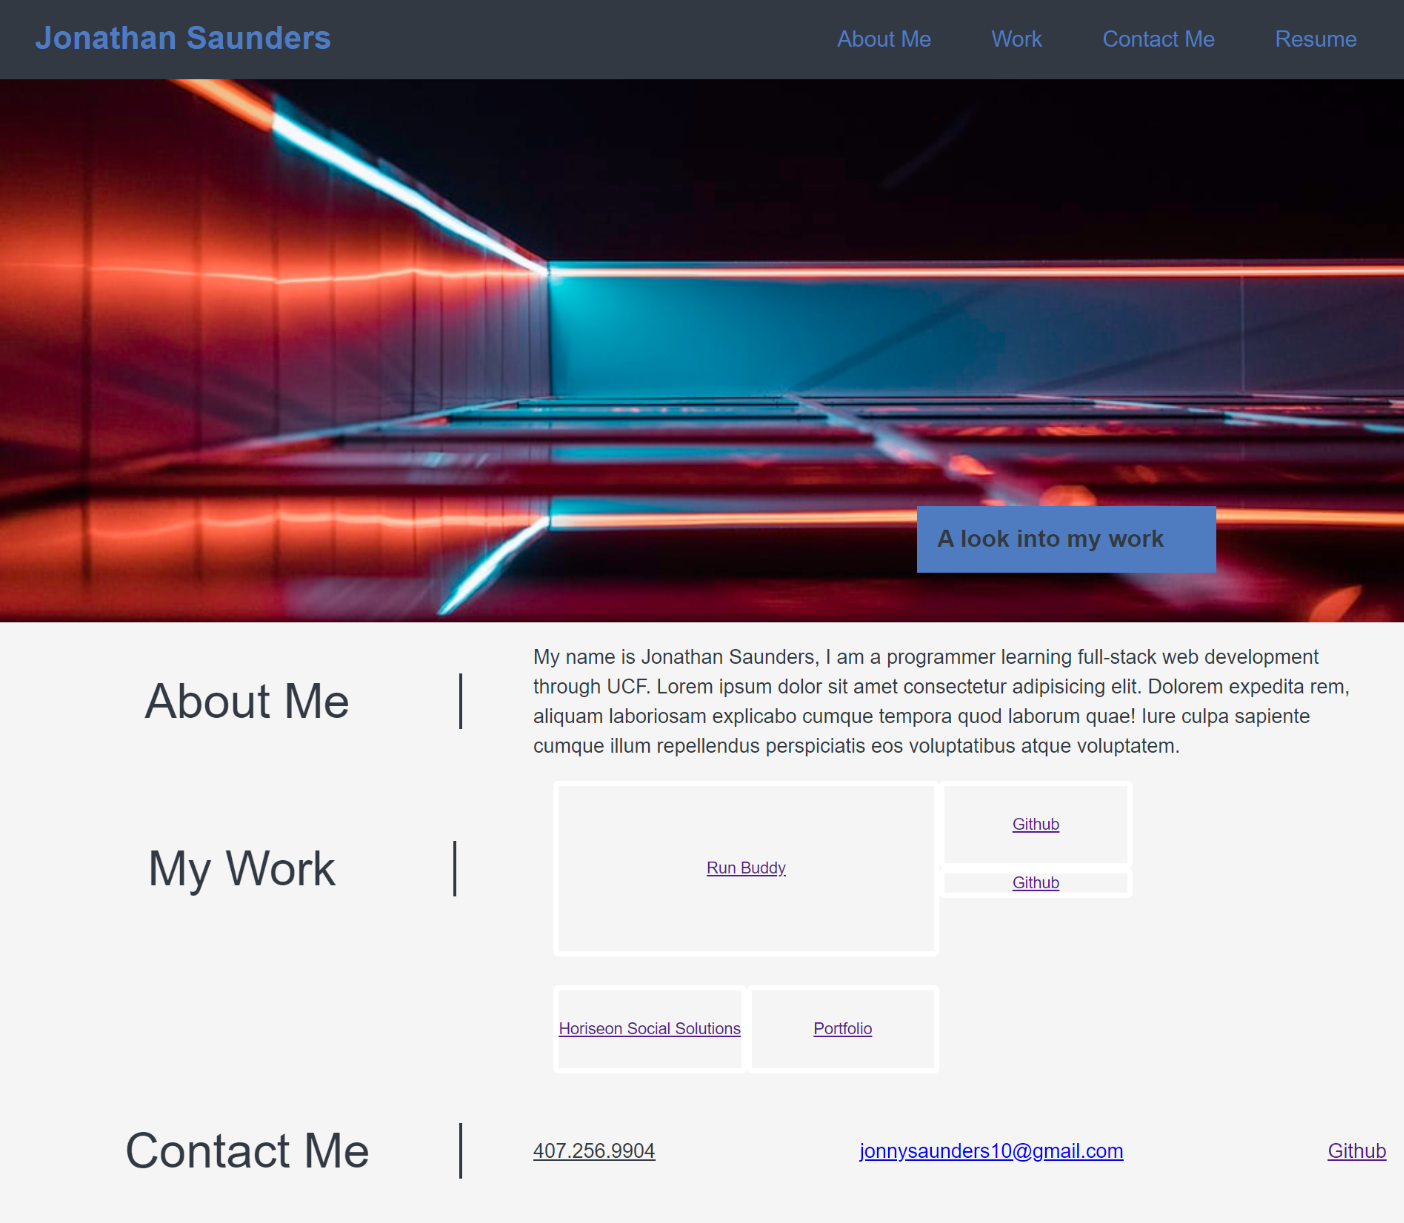 Jonathan Saunders
About Me
Work
Contact Me
Resume
A look into my work
About Me
My name is Jonathan Saunders, I am a programmer learning full-stack web development
through UCF. Lorem ipsum dolor sit amet consectetur adipisicing elit. Dolorem expedita rem,
aliquam laboriosam explicabo cumque tempora quod laborum quae! Iure culpa sapiente
cumque illum repellendus perspiciatis eos voluptatibus atque voluptatem.
My Work
Run Buddy
Github
Github
Horiseon Social Solutions
Portfolio
Contact Me
407.256.9904
jonnysaunders10@gmail.com
Github